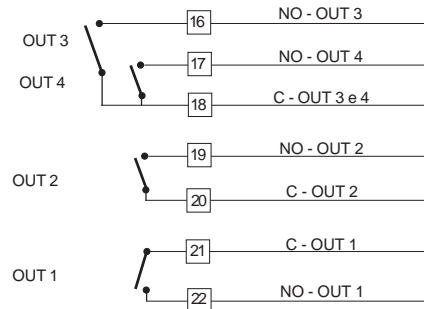 16 NO - OUT 3
OUT 3
17 NO - OUT 4
OUT 4
18 C - OUT 3 e 4
19 NO - OUT 2
OUT 2
20 C - OUT 2
21 C - OUT 1
OUT 1
22 NO - OUT 1